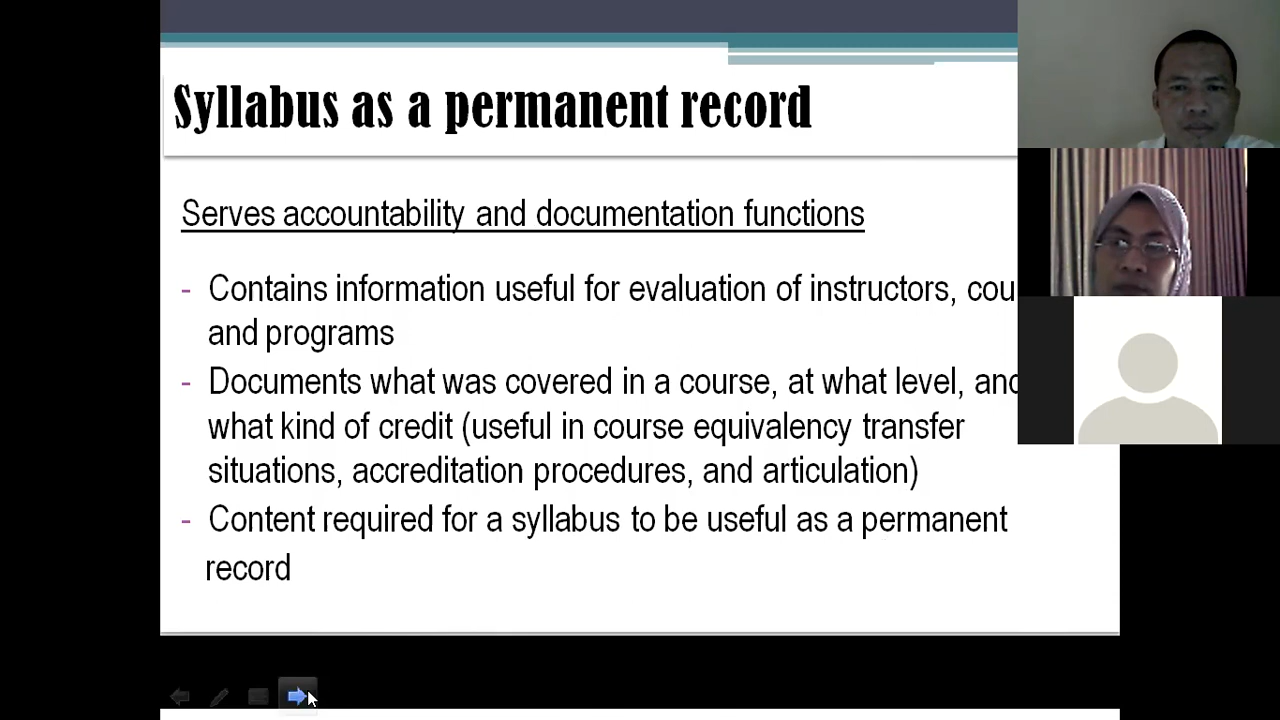 Syllabus as a permanent record
Serves accountability and documentation functions
- Contains information useful for evaluation of instructors,
and programs
- Documents what was covered in a course, at what level, and
what kind of credit (useful in course equivalency transfer
situations, accreditation procedures, and articulation)
- Content required for a syllabus to be useful as a permanent
record